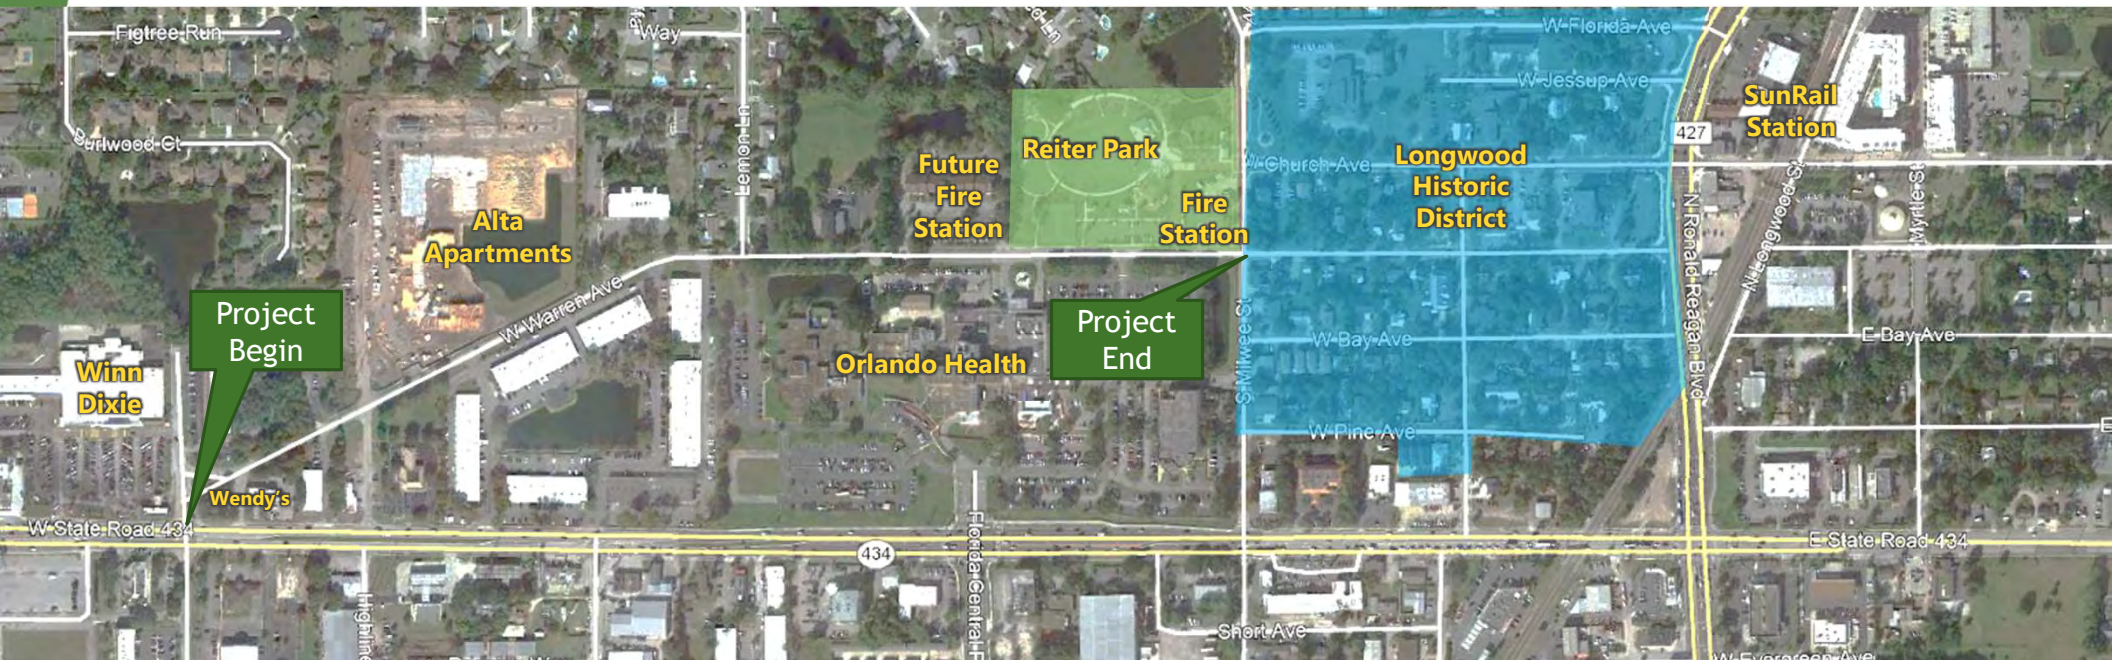 Figtree Run
Way
W Florida Ave
W Jessup Ave
SunRail
Station
427
Burlwood Ct
Lemon Ln
Reiter Park
W Church Ave
Longwood
Historic
District
Future
Fire
Station
Fire
Station
Alta
Apartments
N Longwood St
Myrtle St
N Ronald Reagan Blvd
W Warren Ave
Project
Begin
Project
End
S Milwee St
W Bay Ave
E Bay Ave
Winn
Dixie
Orlando Health
W Pine Ave
E
Wendy's
W State Road 434
434
E State Road 434
Florida Central P
Highline
Short Ave
W Evergreen Ave